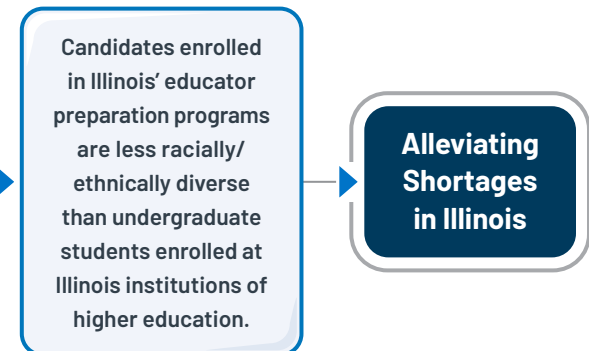 Candidates enrolled
in Illinois’ educator
preparation programs
are less racially/
ethnically diverse
than undergraduate
students enrolled at
Illinois institutions of
higher education.
Alleviating
Shortages
in Illinois